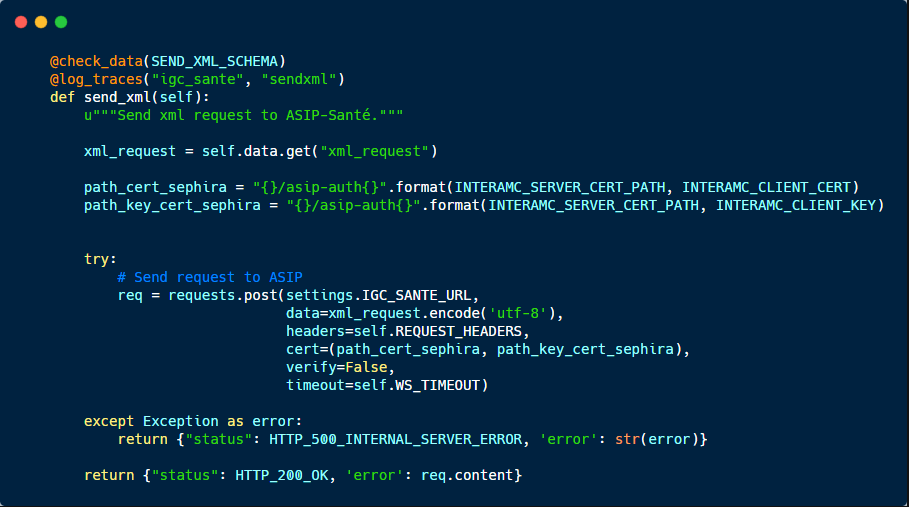 @check_data(SEND_XML_SCHEMA)
@log_traces("igc_sante", "sendxml")
def send_xml(self):
    u"""Send xml request to ASIP-Santé."""

    xml_request = self.data.get("xml_request")

    path_cert_sephira = "{}/asip-auth{}".format(INTERAMC_SERVER_CERT_PATH, INTERAMC_CLIENT_CERT)
    path_key_cert_sephira = "{}/asip-auth{}".format(INTERAMC_SERVER_CERT_PATH, INTERAMC_CLIENT_KEY)


    try:
        # Send request to ASIP
        req = requests.post(settings.IGC_SANTE_URL,
                            data=xml_request.encode('utf-8'),
                            headers=self.REQUEST_HEADERS,
                            cert=(path_cert_sephira, path_key_cert_sephira),
                            verify=False,
                            timeout=self.WS_TIMEOUT)

    except Exception as error:
        return {"status": HTTP_500_INTERNAL_SERVER_ERROR, 'error': str(error)}

    return {"status": HTTP_200_OK, 'error': req.content}